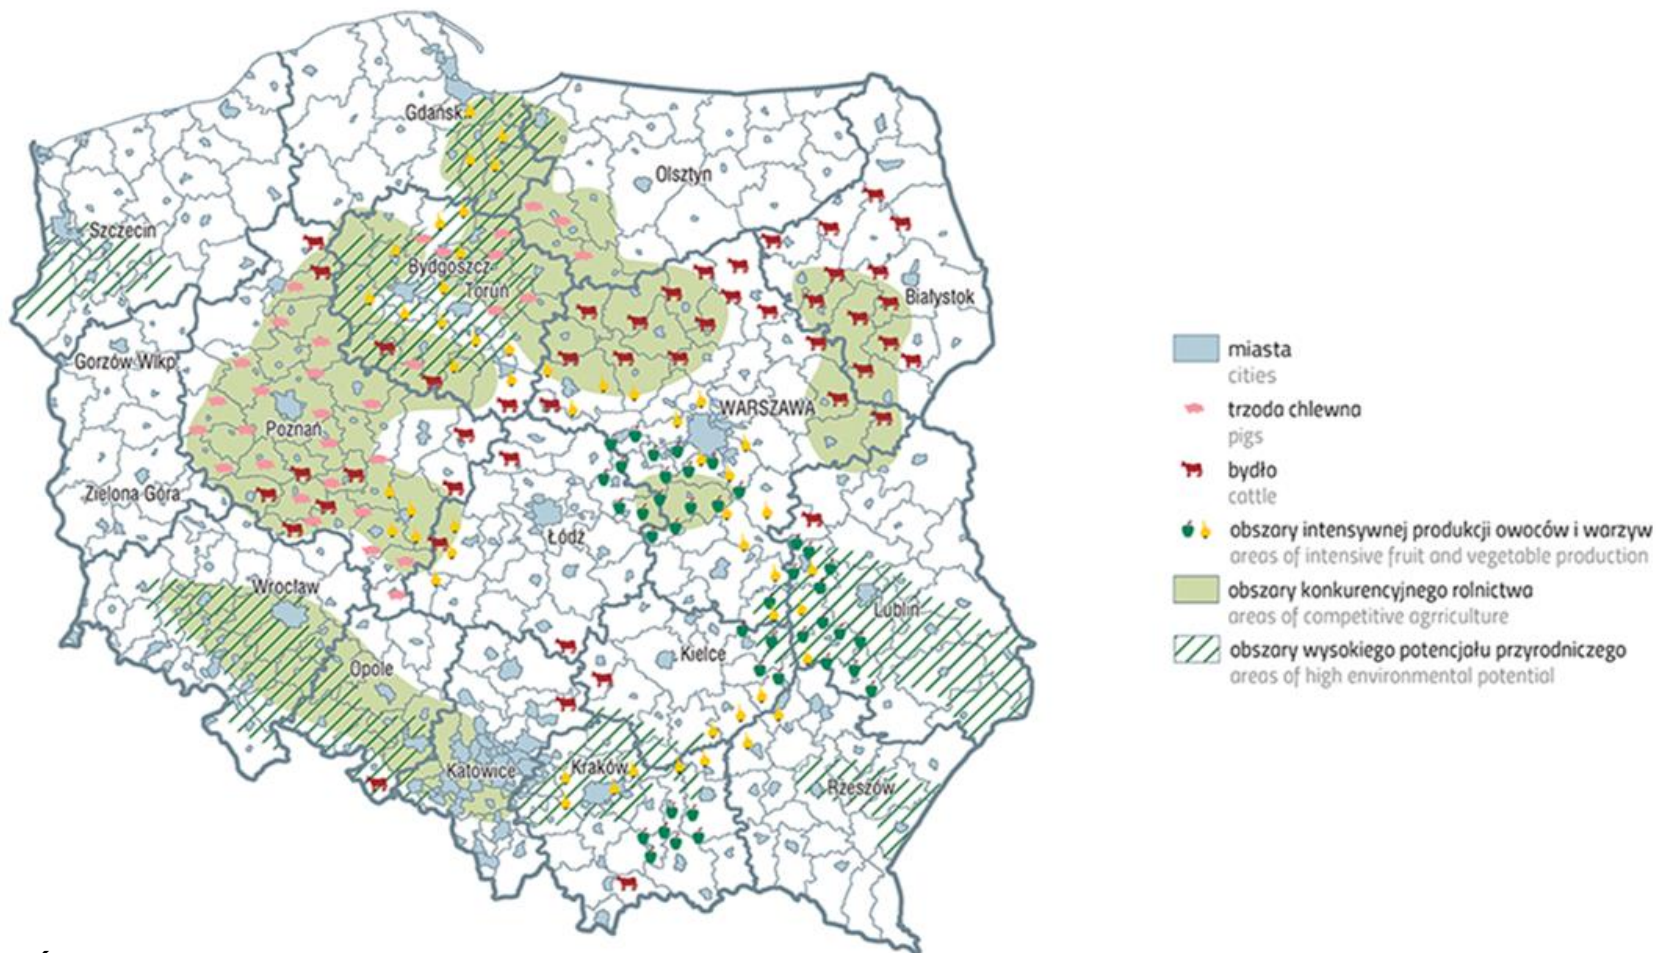 Gdańsk
Olsztyn
Szczecin
Bydgoszcz
Toruń
Białystok
Gorzów Wlkp.
WARSZAWA
Poznań
Zielona Góra
Łódź
Wrocław
Lublin
Opole
Kielce
Katowice
Kraków
Rzeszów
miasta
cities
trzoda chlewna
pigs
bydło
cattle
obszary intensywnej produkcji owoców i warzyw
areas of intensive fruit and vegetable production
obszary konkurencyjnego rolnictwa
areas of competitive agrriculture
obszary wysokiego potencjału przyrodniczego
areas of high environmental potential